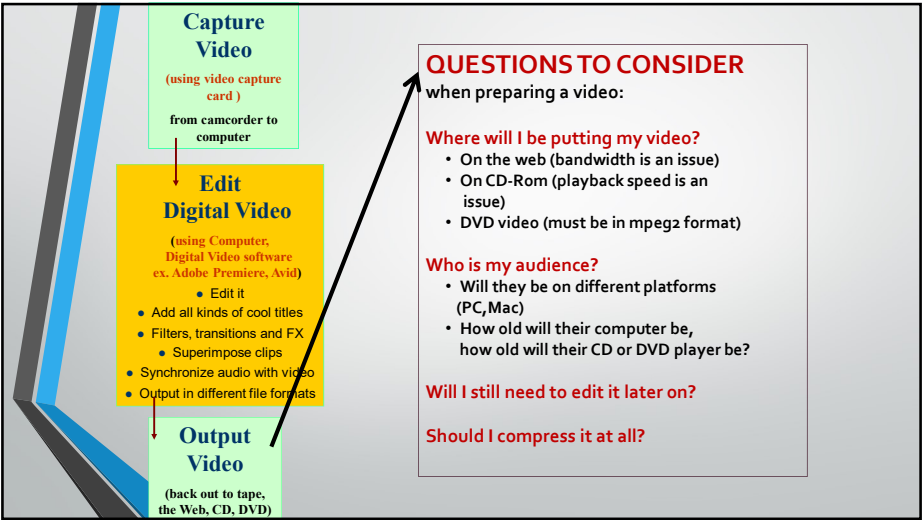 Capture
Video
(using video capture
card )
from camcorder to
computer
Edit
Digital Video
(using Computer,
Digital Video software
ex. Adobe Premiere, Avid)
● Edit it
● Add all kinds of cool titles
● Filters, transitions and FX
● Superimpose clips
● Synchronize audio with video
● Output in different file formats
Output
Video
(back out to tape,
the Web, CD, DVD)
QUESTIONS TO CONSIDER
when preparing a video:
Where will I be putting my video?
• On the web (bandwidth is an issue)
• On CD-Rom (playback speed is an
issue)
• DVD video (must be in mpeg2 format)
Who is my audience?
• Will they be on different platforms
(PC,Mac)
• How old will their computer be,
how old will their CD or DVD player be?
Will I still need to edit it later on?
Should I compress it at all?